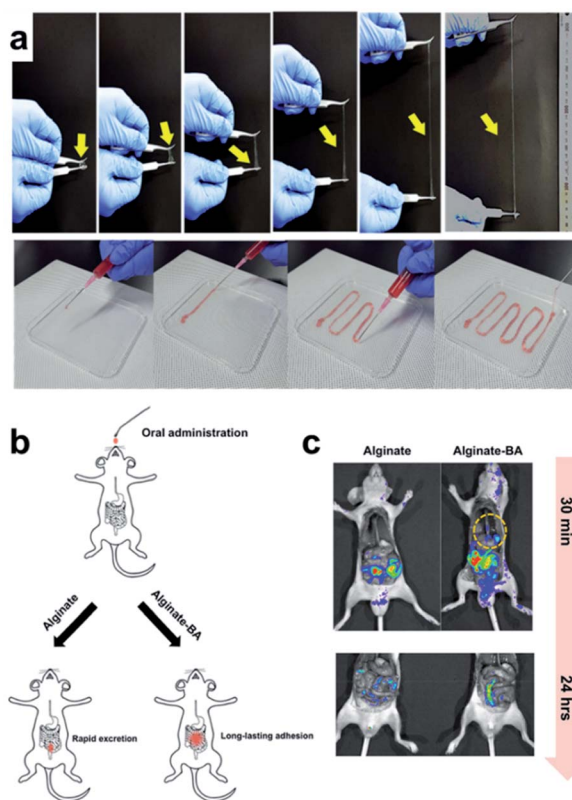 a
b
Oral administration
Alginate
Alginate-BA
Rapid excretion
Long-lasting adhesion
c
Alginate
Alginate-BA
30 min
24 hrs